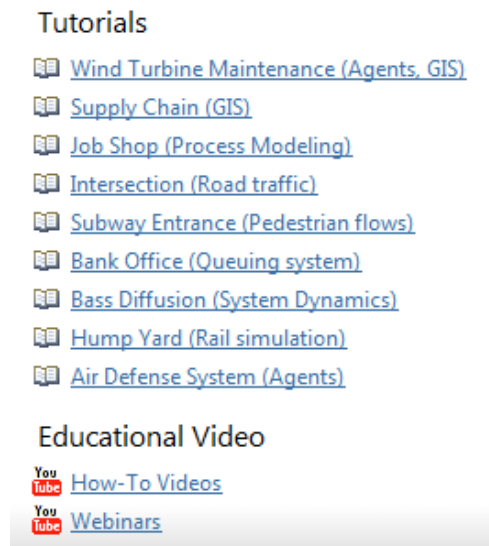 Tutorials
Wind Turbine Maintenance (Agents, GIS)
Supply Chain (GIS)
Job Shop (Process Modeling)
Intersection (Road traffic)
Subway Entrance (Pedestrian flows)
Bank Office (Queuing system)
Bass Diffusion (System Dynamics)
Hump Yard (Rail simulation)
Air Defense System (Agents)
Educational Video
You Tube How-To Videos
You Tube Webinars